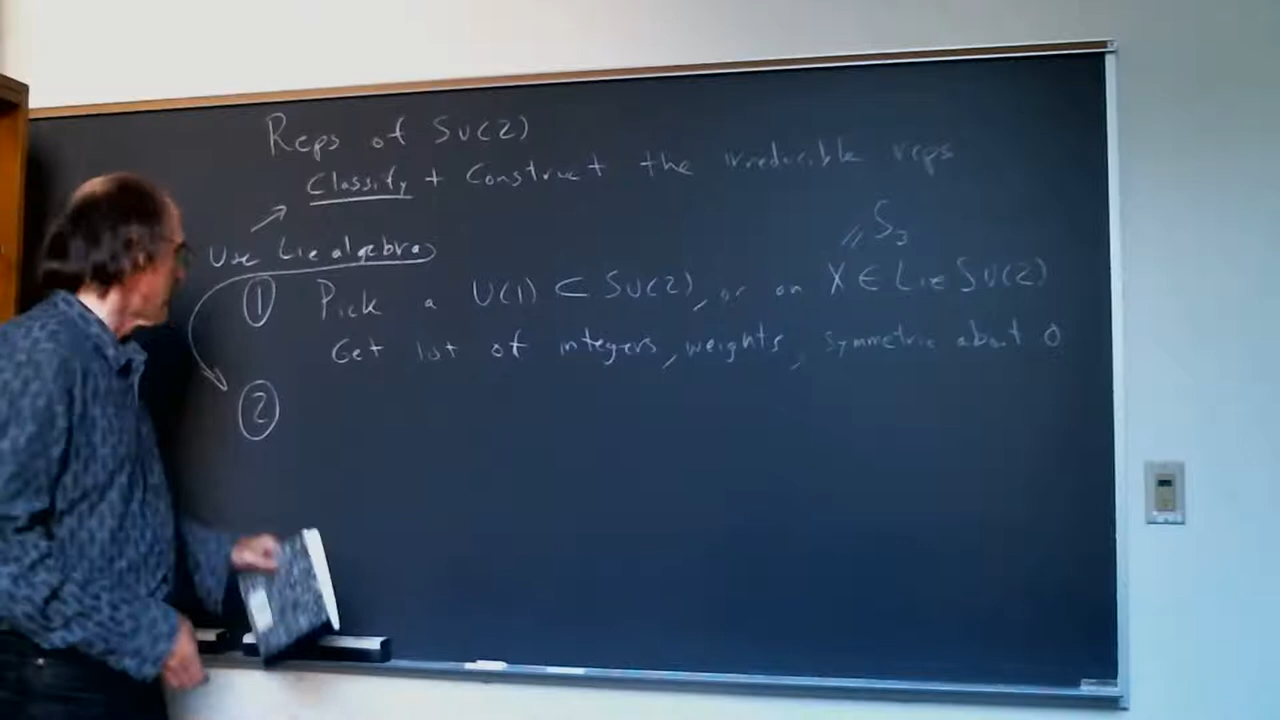 Reps of SU(2)
Classify + Construct the irreducible reps
Use Lie algebra
① Pick a U(1) ⊂ SU(2), or an X ∈ Lie SU(2)
= S₃
Get list of integers, weights, symmetric about 0
②